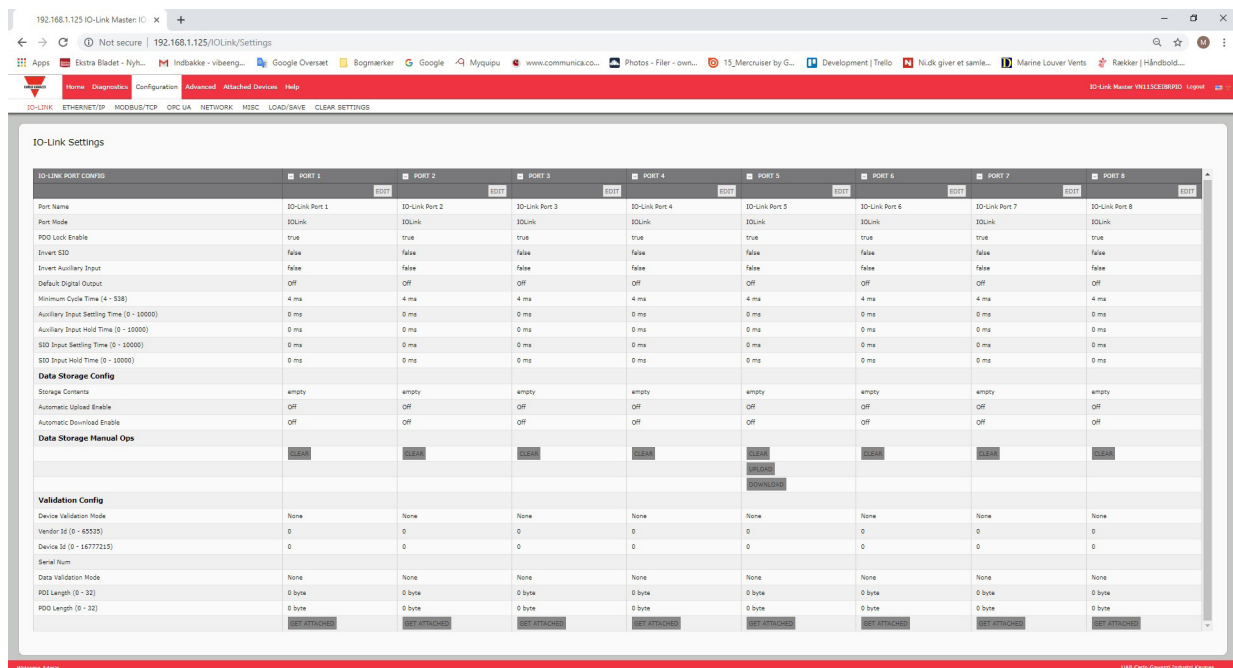 192.168.1.125 IO-Link Master: IO
Not secure | 192.168.1.125/IOLink/Settings
Apps Ekstra Bladet - Nyh... Indbakke - vibeeng... Google Oversæt Bogmærker Google Myquipu www.communica.co... Photos - Filer - own... 15_Mercruiser by G... Development | Trello Ni.dk giver et samle... Marine Louver Vents Rækker | Håndbold....
Home Diagnostics Configuration Advanced Attached Devices Help IO-Link Master YN115CEI8RPIO Logout
IO-LINK ETHERNET/IP MODBUS/TCP OPC UA NETWORK MISC LOAD/SAVE CLEAR SETTINGS
IO-Link Settings
IO-LINK PORT CONFIG PORT 1 PORT 2 PORT 3 PORT 4 PORT 5 PORT 6 PORT 7 PORT 8
EDIT EDIT EDIT EDIT EDIT EDIT EDIT EDIT
Port Name IO-Link Port 1 IO-Link Port 2 IO-Link Port 3 IO-Link Port 4 IO-Link Port 5 IO-Link Port 6 IO-Link Port 7 IO-Link Port 8
Port Mode IOLink IOLink IOLink IOLink IOLink IOLink IOLink IOLink
PDO Lock Enable true true true true true true true true
Invert SIO false false false false false false false false
Invert Auxiliary Input false false false false false false false false
Default Digital Output Off Off Off Off Off Off Off Off
Minimum Cycle Time (4 - 538) 4 ms 4 ms 4 ms 4 ms 4 ms 4 ms 4 ms 4 ms
Auxiliary Input Settling Time (0 - 10000) 0 ms 0 ms 0 ms 0 ms 0 ms 0 ms 0 ms 0 ms
Auxiliary Input Hold Time (0 - 10000) 0 ms 0 ms 0 ms 0 ms 0 ms 0 ms 0 ms 0 ms
SIO Input Settling Time (0 - 10000) 0 ms 0 ms 0 ms 0 ms 0 ms 0 ms 0 ms 0 ms
SIO Input Hold Time (0 - 10000) 0 ms 0 ms 0 ms 0 ms 0 ms 0 ms 0 ms 0 ms
Data Storage Config
Storage Contents empty empty empty empty empty empty empty empty
Automatic Upload Enable Off Off Off Off Off Off Off Off
Automatic Download Enable Off Off Off Off Off Off Off Off
Data Storage Manual Ops
CLEAR CLEAR CLEAR CLEAR CLEAR CLEAR CLEAR CLEAR
UPLOAD
DOWNLOAD
Validation Config
Device Validation Mode None None None None None None None None
Vendor Id (0 - 65535) 0 0 0 0 0 0 0 0
Device Id (0 - 16777215) 0 0 0 0 0 0 0 0
Serial Num
Data Validation Mode None None None None None None None None
PDI Length (0 - 32) 0 byte 0 byte 0 byte 0 byte 0 byte 0 byte 0 byte 0 byte
PDO Length (0 - 32) 0 byte 0 byte 0 byte 0 byte 0 byte 0 byte 0 byte 0 byte
GET ATTACHED GET ATTACHED GET ATTACHED GET ATTACHED GET ATTACHED GET ATTACHED GET ATTACHED GET ATTACHED